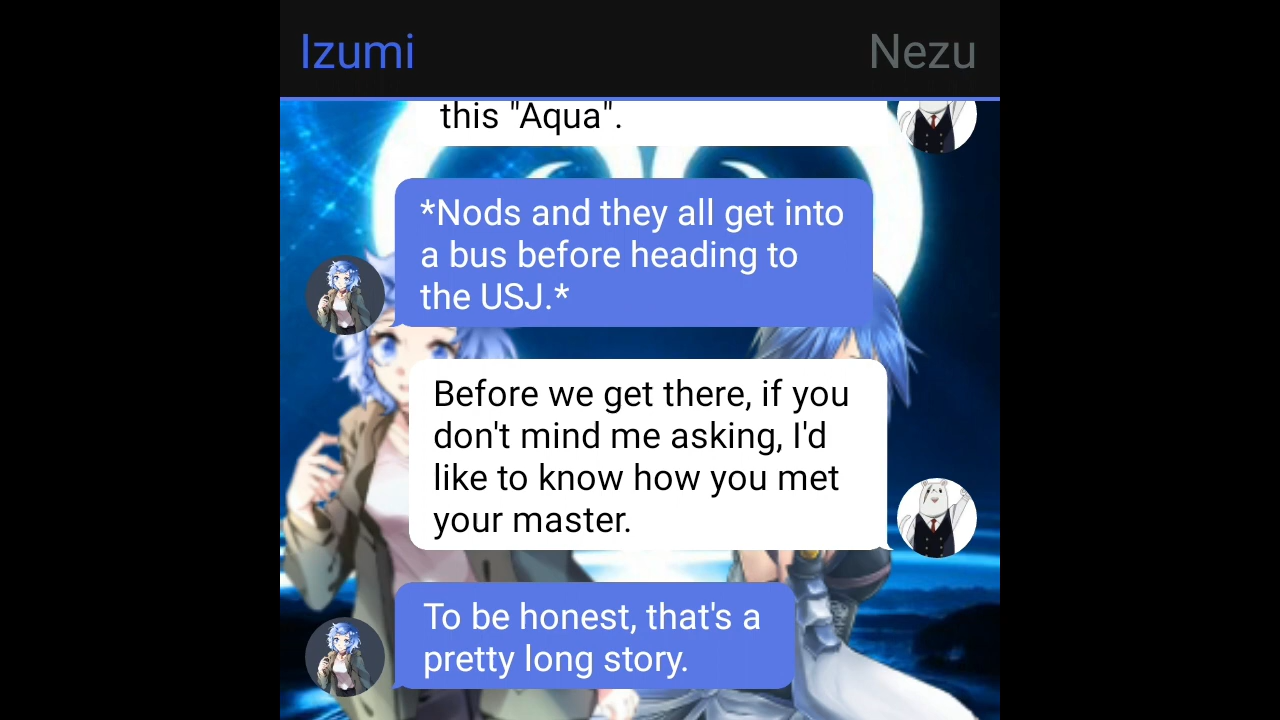 Izumi
Nezu
this "Aqua".
*Nods and they all get into
a bus before heading to
the USJ.*
Before we get there, if you
don't mind me asking, I'd
like to know how you met
your master.
To be honest, that's a
pretty long story.